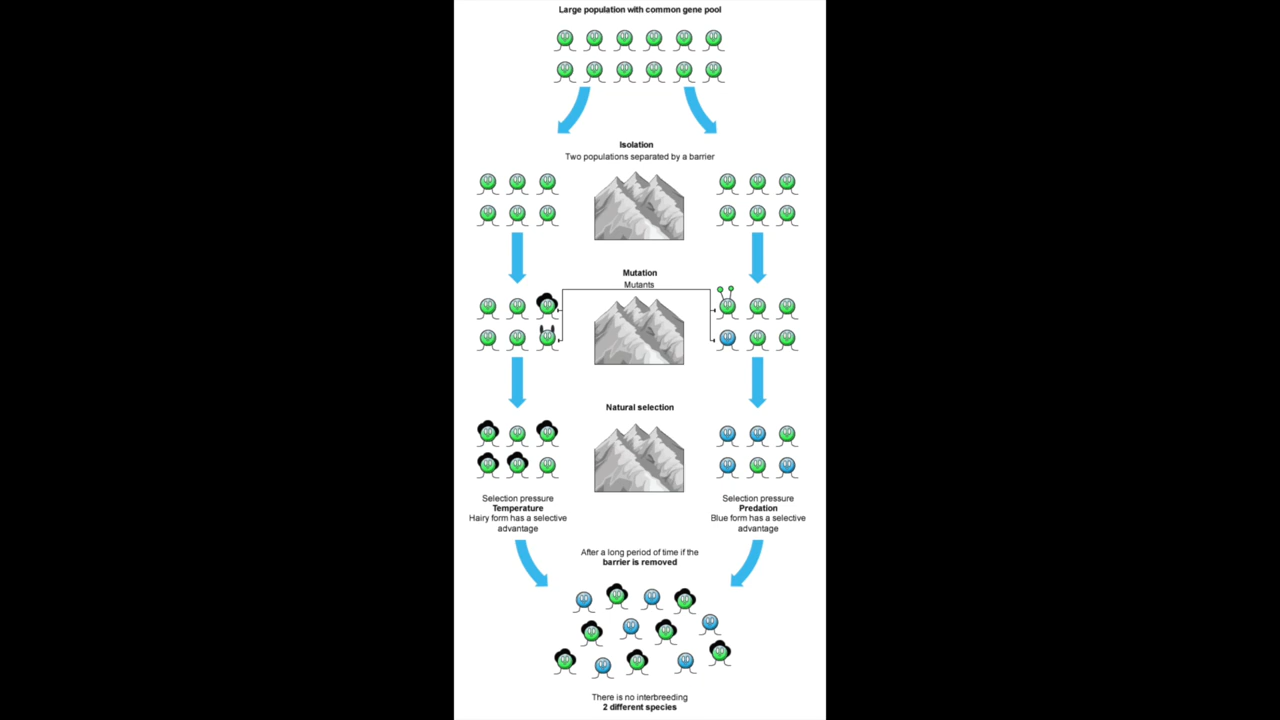 Large population with common gene pool
Isolation
Two populations separated by a barrier
Mutation
Mutants
Natural selection
Selection pressure
Temperature
Hairy form has a selective
advantage
Selection pressure
Predation
Blue form has a selective
advantage
After a long period of time if the
barrier is removed
There is no interbreeding
2 different species